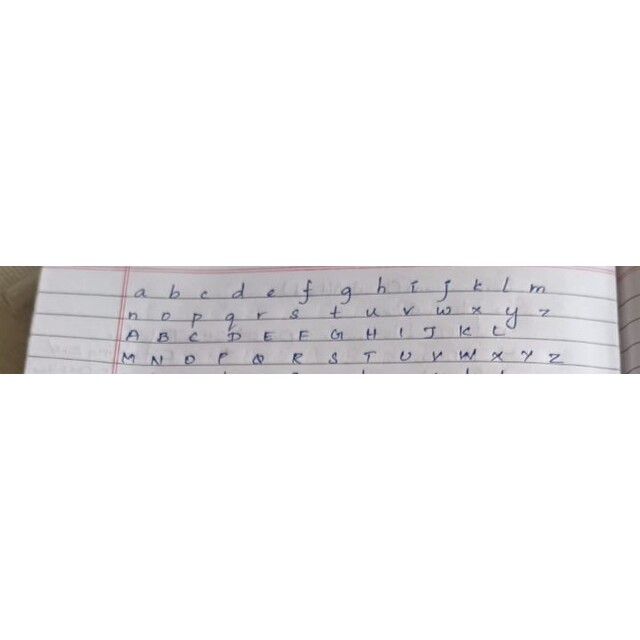 a b c d e f g h i j k l m
n o p q r s t u v w x y z
A B C D E F G H I J K L
M N O P Q R S T U V W X Y Z